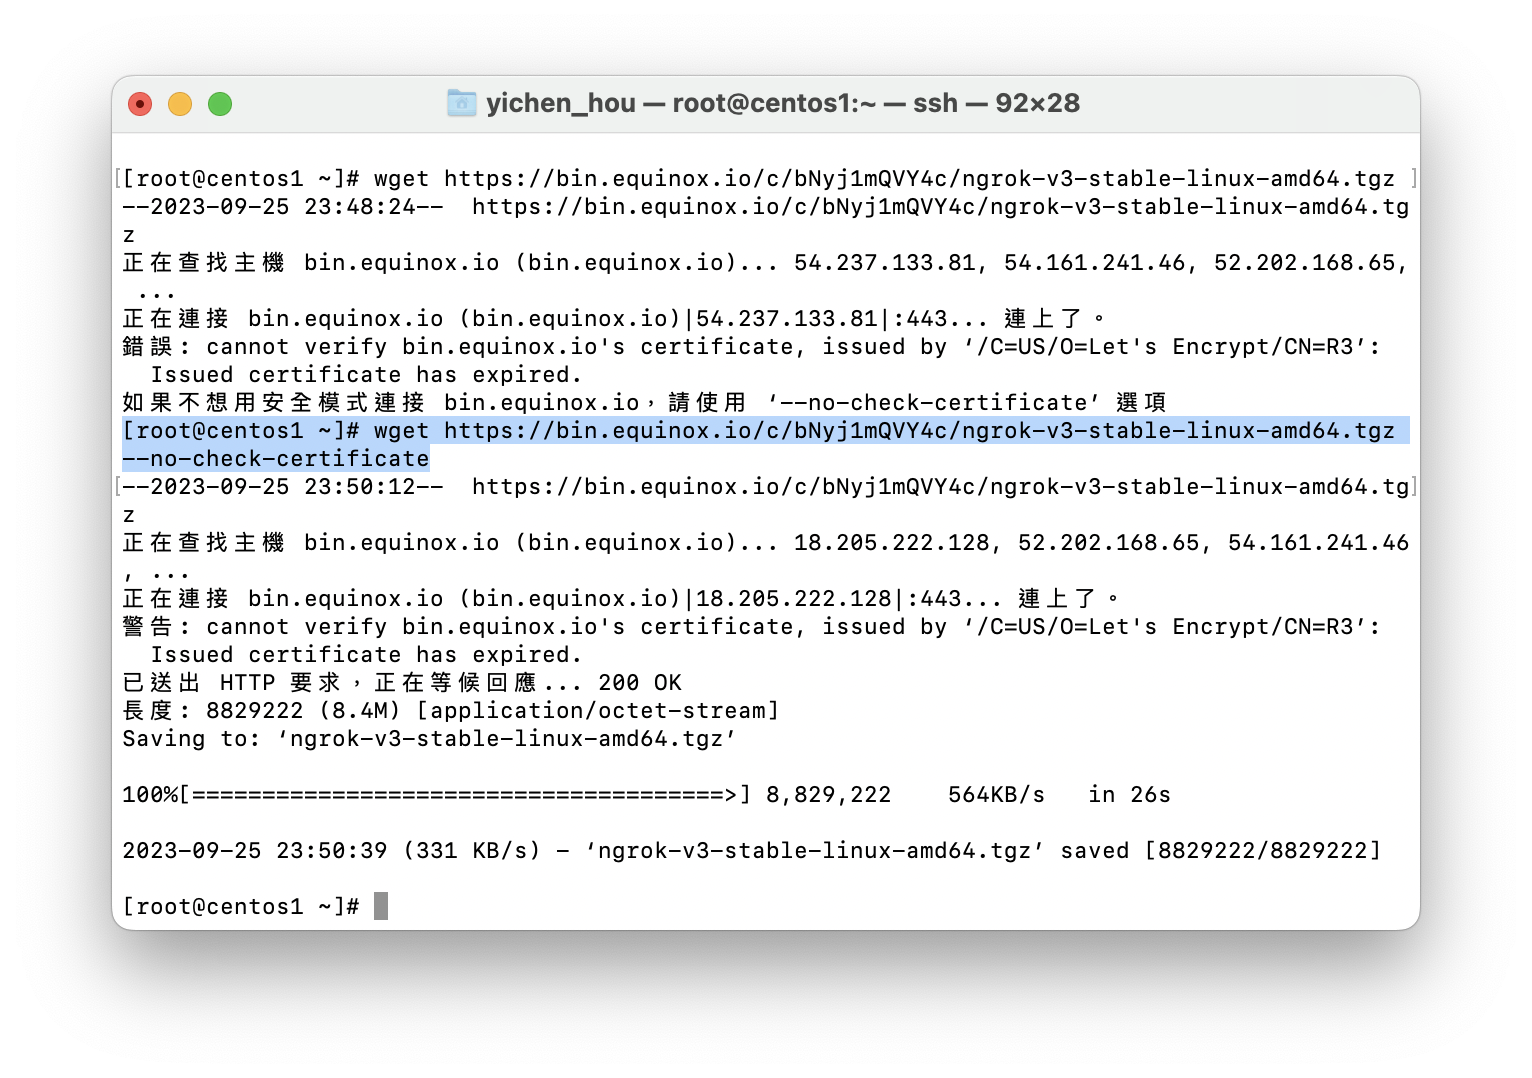 yichen_hou — root@centos1:~ — ssh — 92×28
[root@centos1 ~]# wget https://bin.equinox.io/c/bNyj1mQVY4c/ngrok-v3-stable-linux-amd64.tgz
--2023-09-25 23:48:24--  https://bin.equinox.io/c/bNyj1mQVY4c/ngrok-v3-stable-linux-amd64.tg
z
正在查找主機 bin.equinox.io (bin.equinox.io)... 54.237.133.81, 54.161.241.46, 52.202.168.65,
 ...
正在連接 bin.equinox.io (bin.equinox.io)|54.237.133.81|:443... 連上了。
錯誤: cannot verify bin.equinox.io's certificate, issued by ‘/C=US/O=Let's Encrypt/CN=R3’:
  Issued certificate has expired.
如果不想用安全模式連接 bin.equinox.io，請使用 ‘--no-check-certificate’ 選項
[root@centos1 ~]# wget https://bin.equinox.io/c/bNyj1mQVY4c/ngrok-v3-stable-linux-amd64.tgz
--no-check-certificate
--2023-09-25 23:50:12--  https://bin.equinox.io/c/bNyj1mQVY4c/ngrok-v3-stable-linux-amd64.tg
z
正在查找主機 bin.equinox.io (bin.equinox.io)... 18.205.222.128, 52.202.168.65, 54.161.241.46
, ...
正在連接 bin.equinox.io (bin.equinox.io)|18.205.222.128|:443... 連上了。
警告: cannot verify bin.equinox.io's certificate, issued by ‘/C=US/O=Let's Encrypt/CN=R3’:
  Issued certificate has expired.
已送出 HTTP 要求，正在等候回應... 200 OK
長度: 8829222 (8.4M) [application/octet-stream]
Saving to: ‘ngrok-v3-stable-linux-amd64.tgz’
100%[======================================>] 8,829,222    564KB/s   in 26s
2023-09-25 23:50:39 (331 KB/s) - ‘ngrok-v3-stable-linux-amd64.tgz’ saved [8829222/8829222]
[root@centos1 ~]#